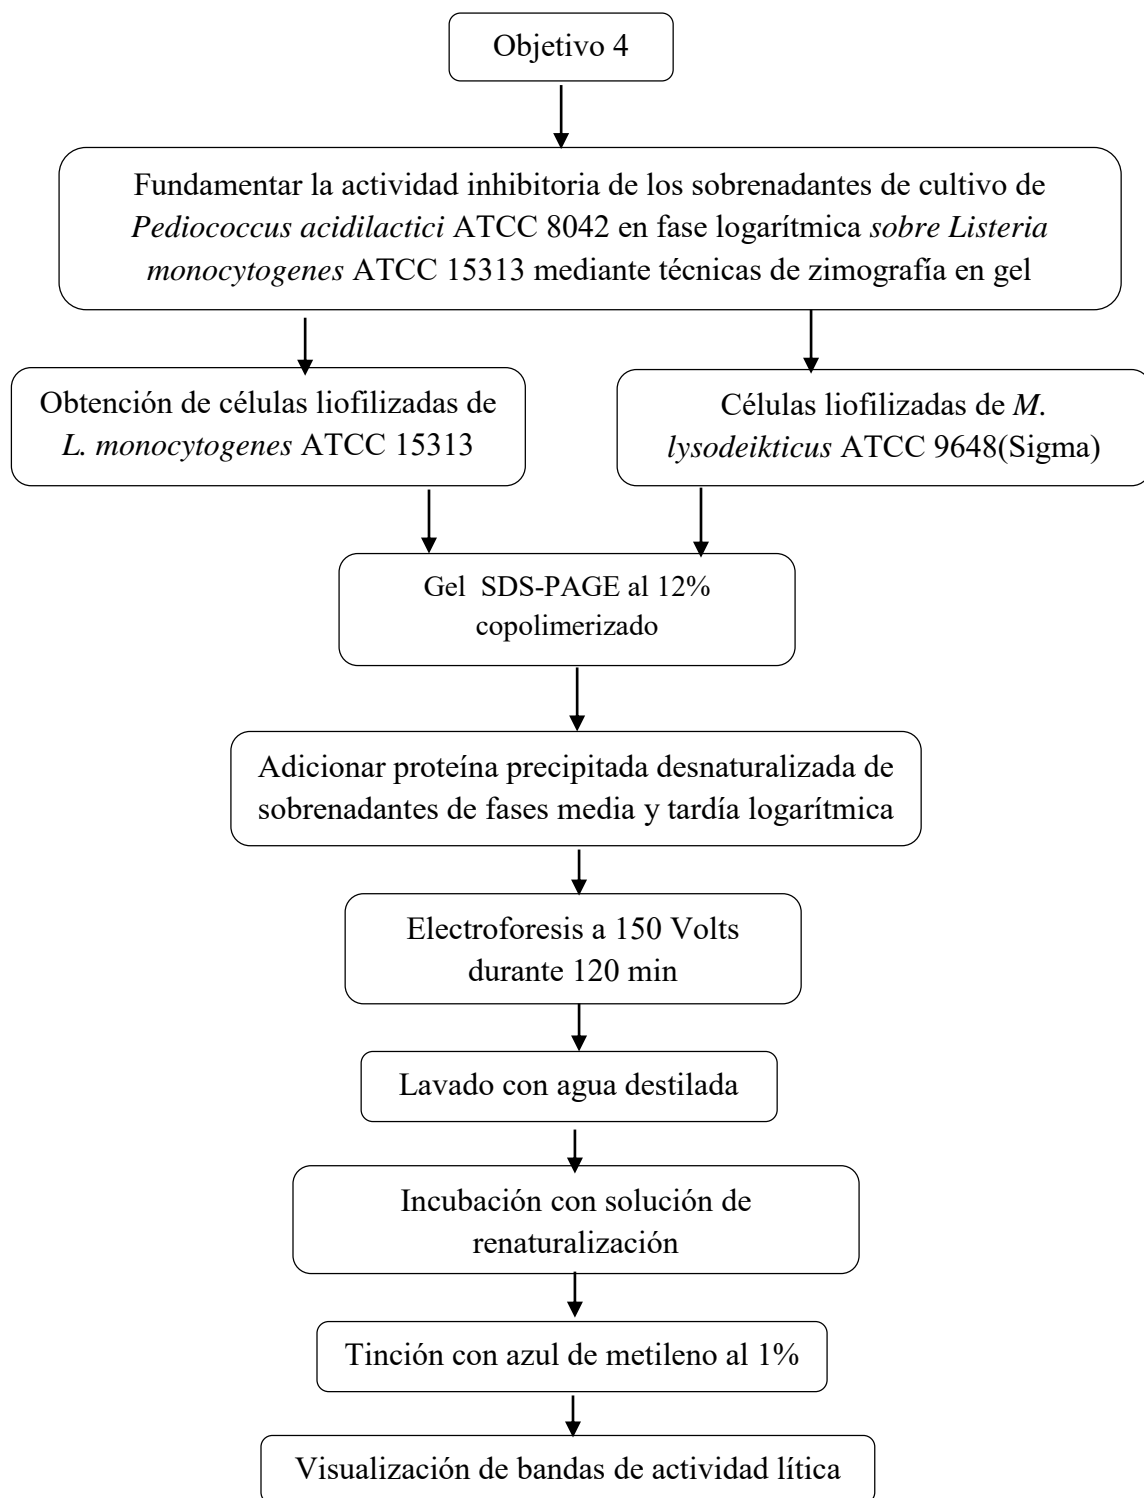 Objetivo 4
Fundamentar la actividad inhibitoria de los sobrenadantes de cultivo de
Pediococcus acidilactici ATCC 8042 en fase logarítmica sobre Listeria
monocytogenes ATCC 15313 mediante técnicas de zimografía en gel
Obtención de células liofilizadas de
L. monocytogenes ATCC 15313
Células liofilizadas de M.
lysodeikticus ATCC 9648(Sigma)
Gel SDS-PAGE al 12%
copolimerizado
Adicionar proteína precipitada desnaturalizada de
sobrenadantes de fases media y tardía logarítmica
Electroforesis a 150 Volts
durante 120 min
Lavado con agua destilada
Incubación con solución de
renaturalización
Tinción con azul de metileno al 1%
Visualización de bandas de actividad lítica